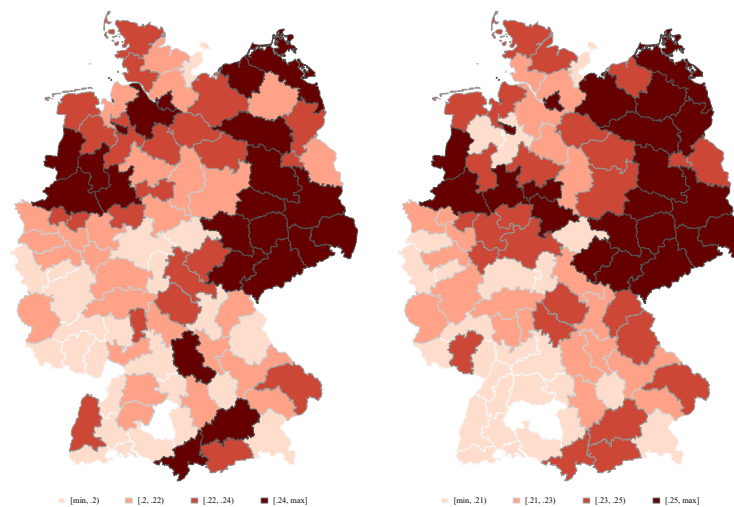 [min, .2) [.2, .22) [.22, .24) [.24, max]
[min, .21) [.21, .23) [.23, .25) [.25, max]